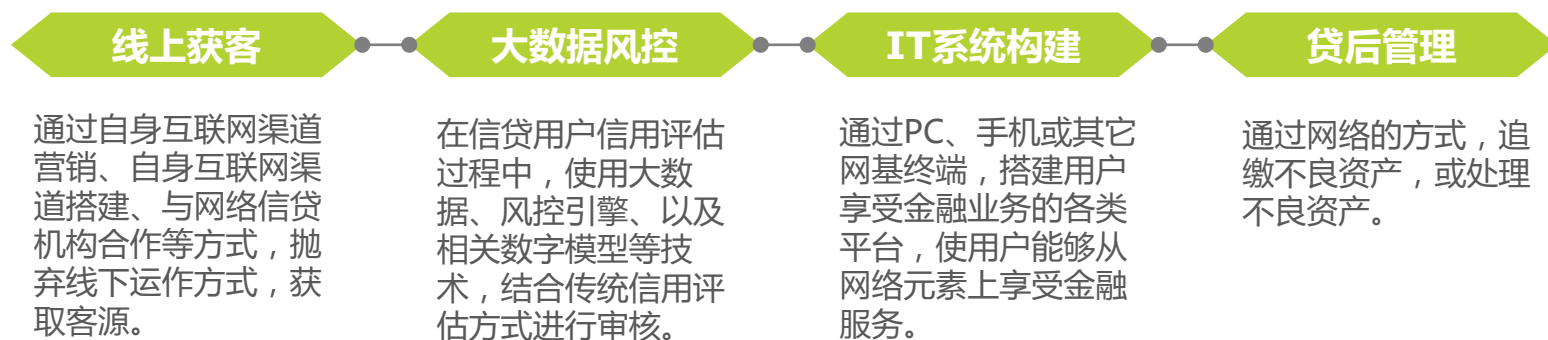 线上获客
大数据风控
IT系统构建
贷后管理
通过自身互联网渠道
营销、自身互联网渠
道搭建、与网络信贷
机构合作等方式，抛
弃线下运作方式，获
取客源。
在信贷用户信用评估
过程中，使用大数
据、风控引擎、以及
相关数字模型等技
术，结合传统信用评
估方式进行审核。
通过PC、手机或其它
网基终端，搭建用户
享受金融业务的各类
平台，使用户能够从
网络元素上享受金融
服务。
通过网络的方式，追
缴不良资产，或处理
不良资产。